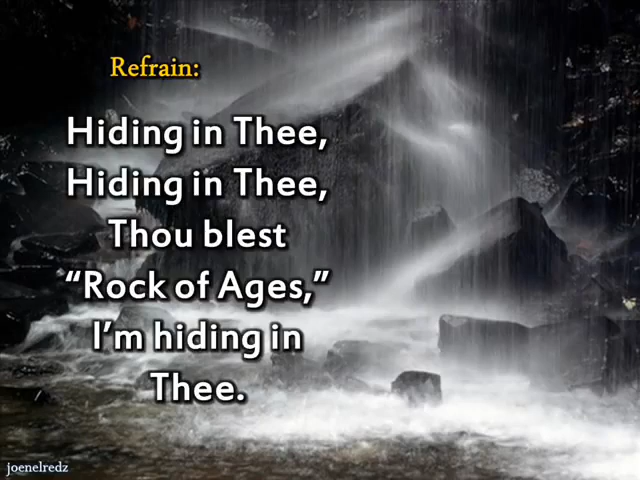 Refrain:
Hiding in Thee,
Hiding in Thee,
Thou blest
“Rock of Ages,”
I’m hiding in
Thee.
joenelredz